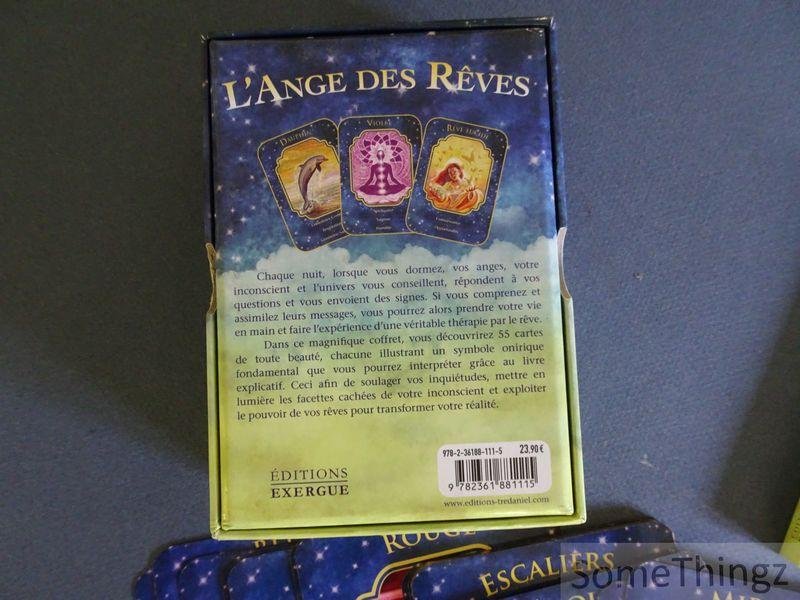 L'ANGE DES RÊVES
DAUPHIN
VIOLET
RÊVE LUCIDE
Chaque nuit, lorsque vous dormez, vos anges, votre
inconscient et l'univers vous conseillent, répondent à vos
questions et vous envoient des signes. Si vous comprenez et
assimilez leurs messages, vous pourrez alors prendre votre vie
en main et faire l'expérience d'une véritable thérapie par le rêve.
Dans ce magnifique coffret, vous découvrirez 55 cartes
de toute beauté, chacune illustrant un symbole onirique
fondamental que vous pourrez interpréter grâce au livre
explicatif. Ceci afin de soulager vos inquiétudes, mettre en
lumière les facettes cachées de votre inconscient et exploiter
le pouvoir de vos rêves pour transformer votre réalité.
978-2-36188-111-5 23,90 €
9 782361 881115
www.editions-tredaniel.com
ÉDITIONS
EXERGUE
ROUGE
ESCALIERS
SomeThingz